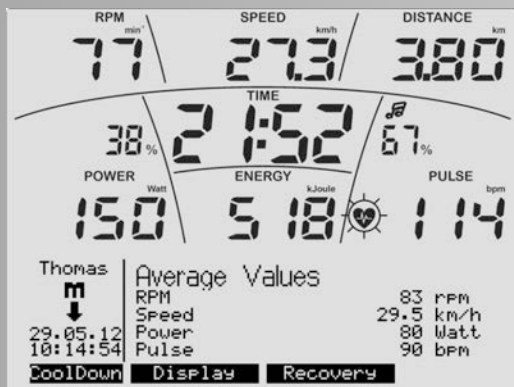 RPM SPEED DISTANCE
min⁻¹ km/h km
77 27.3 3.80
TIME
38% 21:52 67%
POWER ENERGY PULSE
Watt kJoule bpm
150 518 114
Thomas
m
Average Values
RPM 83 rpm
Speed 29.5 km/h
29.05.12 Power 80 Watt
10:14:54 Pulse 90 bpm
CoolDown Display Recovery